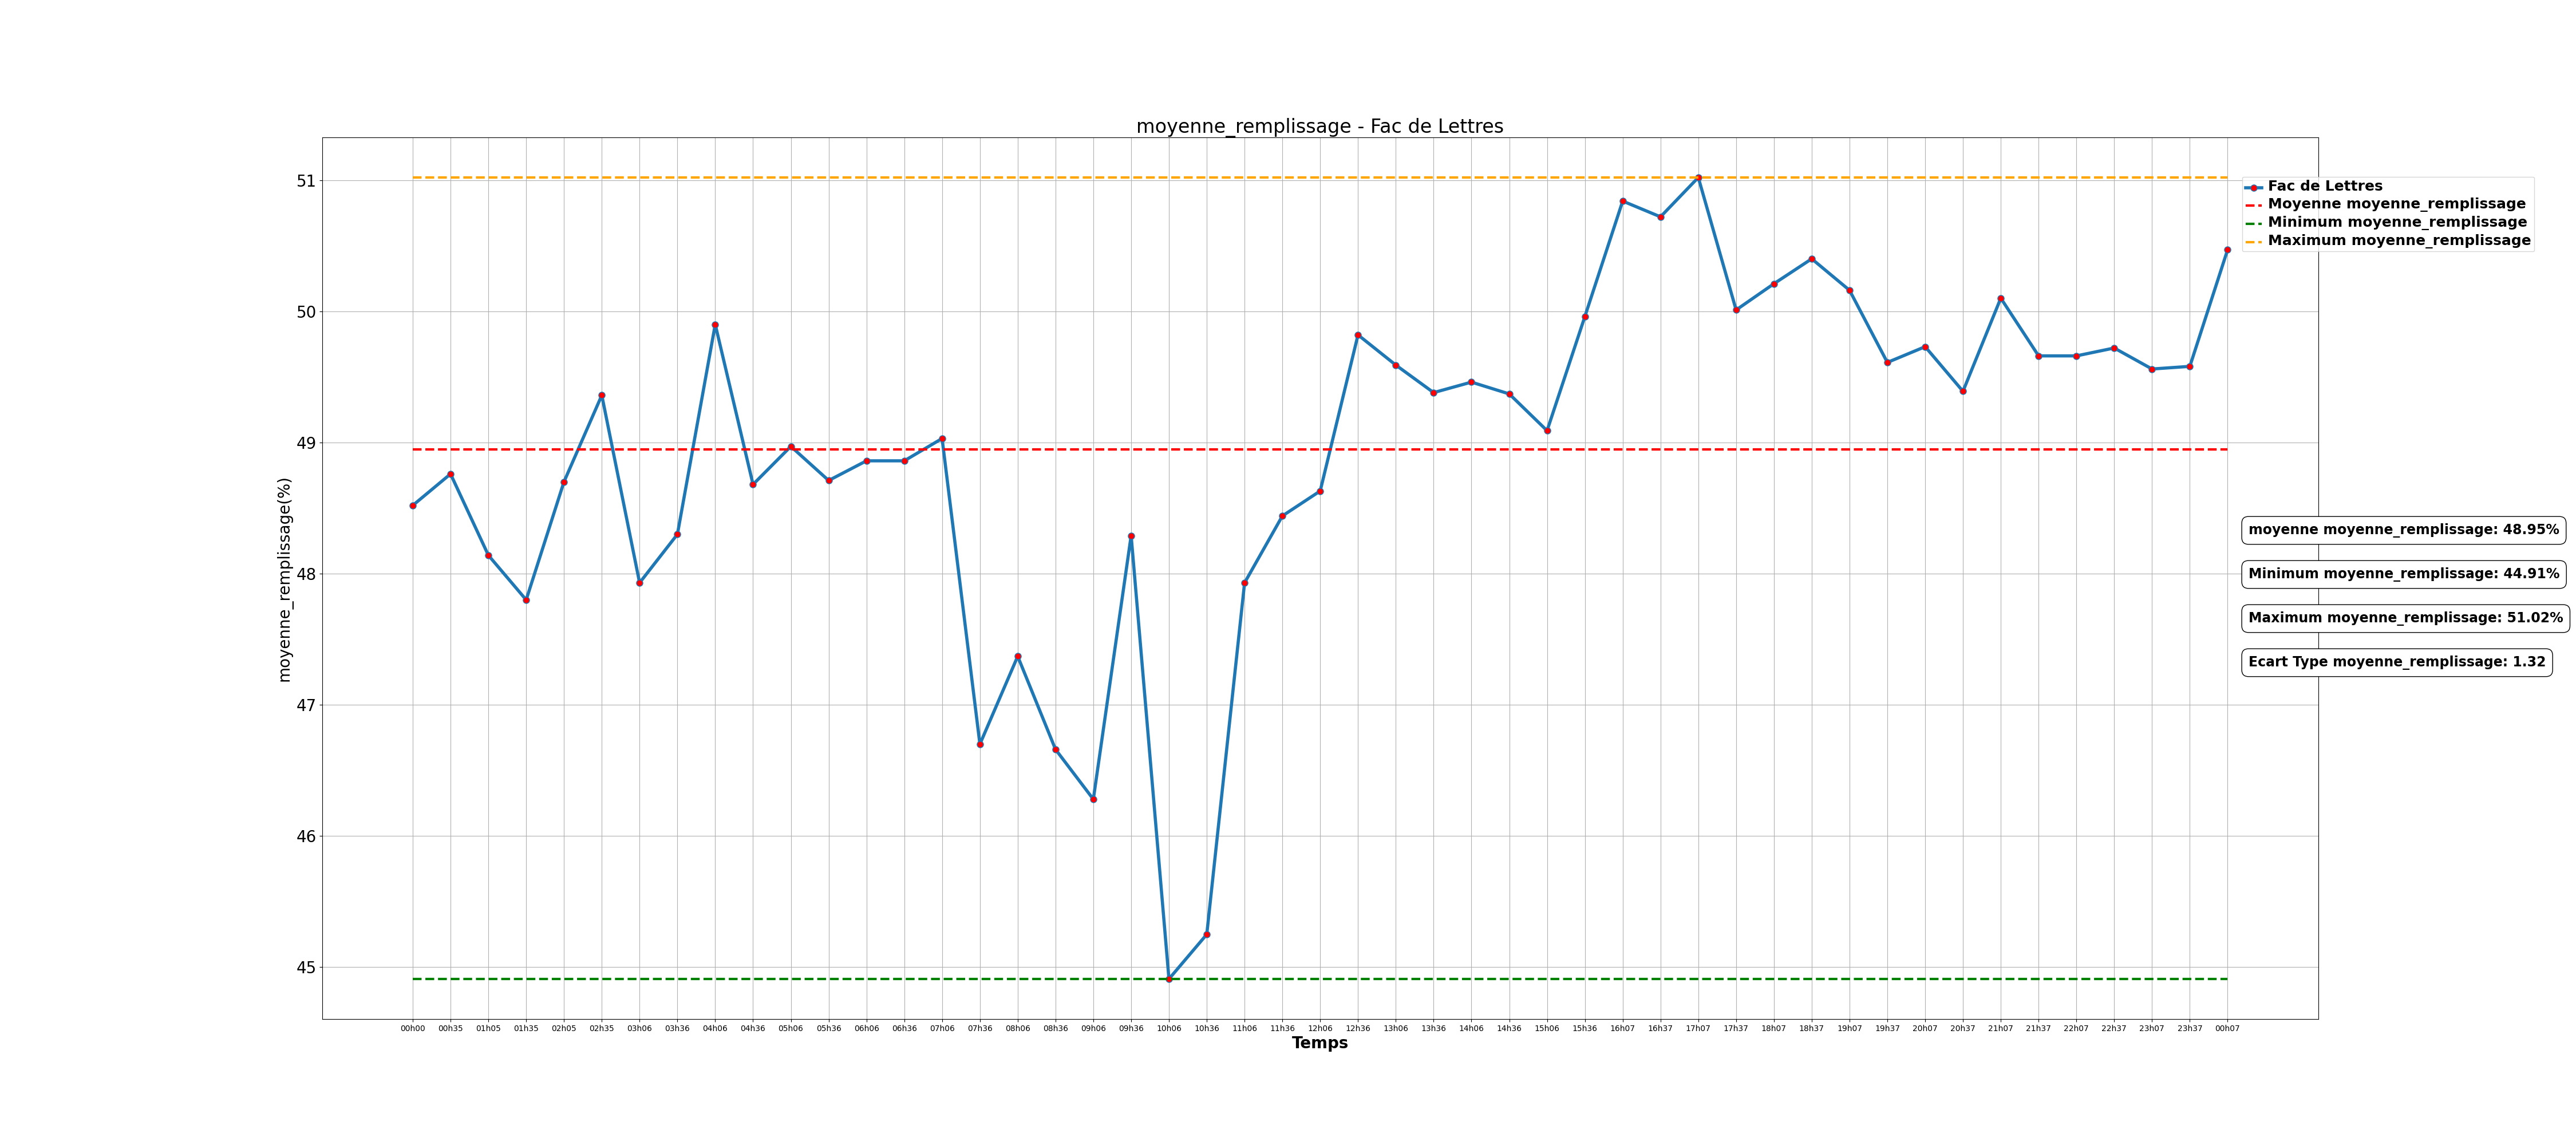 moyenne_remplissage - Fac de Lettres
51
50
49
48
47
46
45
moyenne_remplissage(%)
Fac de Lettres
Moyenne moyenne_remplissage
Minimum moyenne_remplissage
Maximum moyenne_remplissage
moyenne moyenne_remplissage: 48.95%
Minimum moyenne_remplissage: 44.91%
Maximum moyenne_remplissage: 51.02%
Ecart Type moyenne_remplissage: 1.32
00h00 00h35 01h05 01h35 02h05 02h35 03h06 03h36 04h06 04h36 05h06 05h36 06h06 06h36 07h06 07h36 08h06 08h36 09h06 09h36 10h06 10h36 11h06 11h36 12h06 12h36 13h06 13h36 14h06 14h36 15h06 15h36 16h07 16h37 17h07 17h37 18h07 18h37 19h07 19h37 20h07 20h37 21h07 21h37 22h07 22h37 23h07 23h37 00h07
Temps